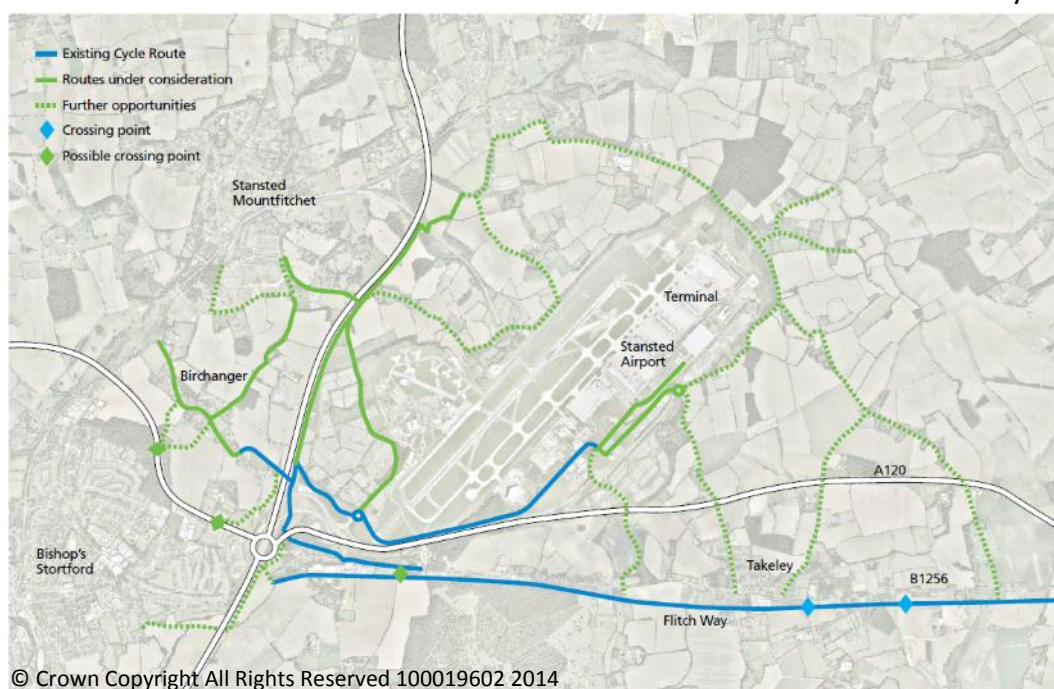 Existing Cycle Route
Routes under consideration
Further opportunities
Crossing point
Possible crossing point
Stansted
Mountfitchet
Terminal
Stansted
Airport
Birchanger
A120
Bishop's
Stortford
Takeley
B1256
Flitch Way
© Crown Copyright All Rights Reserved 100019602 2014